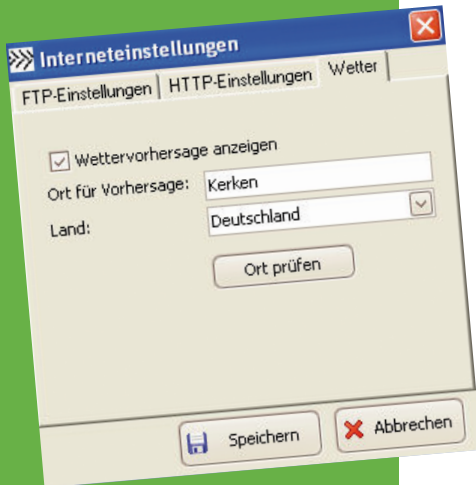 Interneteinstellungen
FTP-Einstellungen HTTP-Einstellungen Wetter
Wettervorhersage anzeigen
Ort für Vorhersage: Kerken
Land: Deutschland
Ort prüfen
Speichern Abbrechen